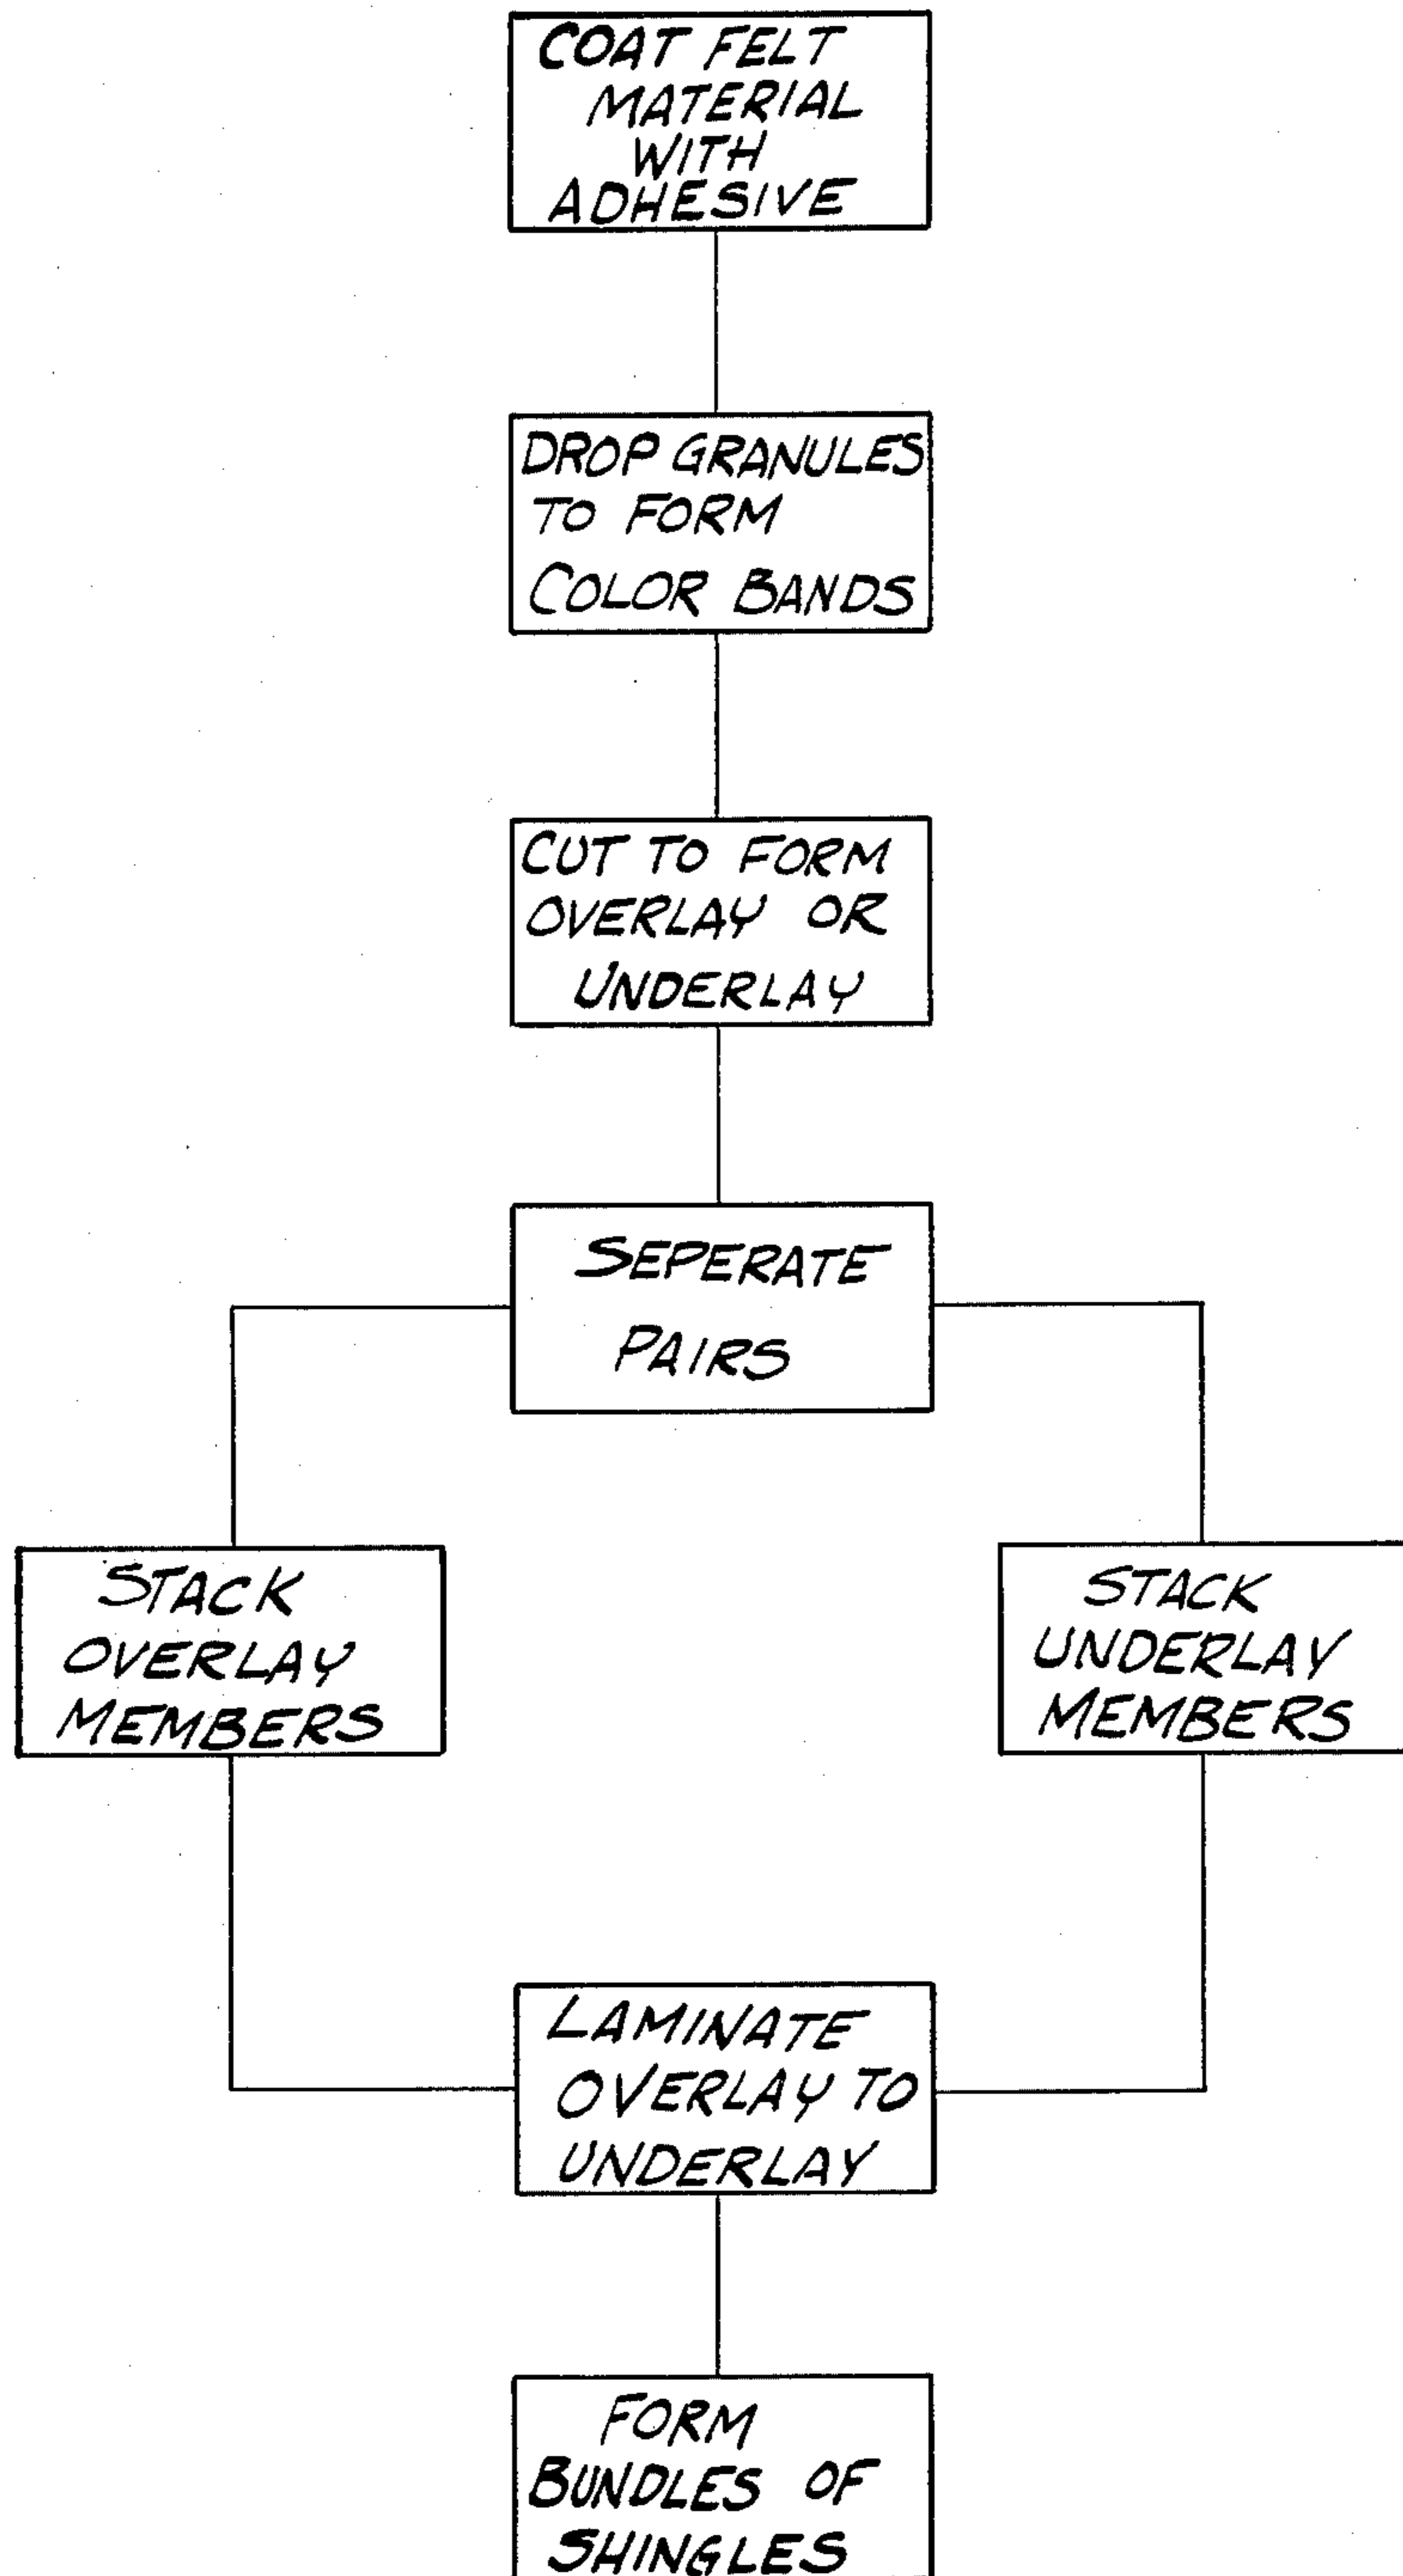 COAT FELT
MATERIAL
WITH
ADHESIVE
DROP GRANULES
TO FORM
COLOR BANDS
CUT TO FORM
OVERLAY OR
UNDERLAY
SEPERATE
PAIRS
STACK
OVERLAY
MEMBERS
STACK
UNDERLAY
MEMBERS
LAMINATE
OVERLAY TO
UNDERLAY
FORM
BUNDLES OF
SHINGLES